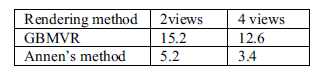 Rendering method 2views 4 views
GBMVR 15.2 12.6
Annen's method 5.2 3.4